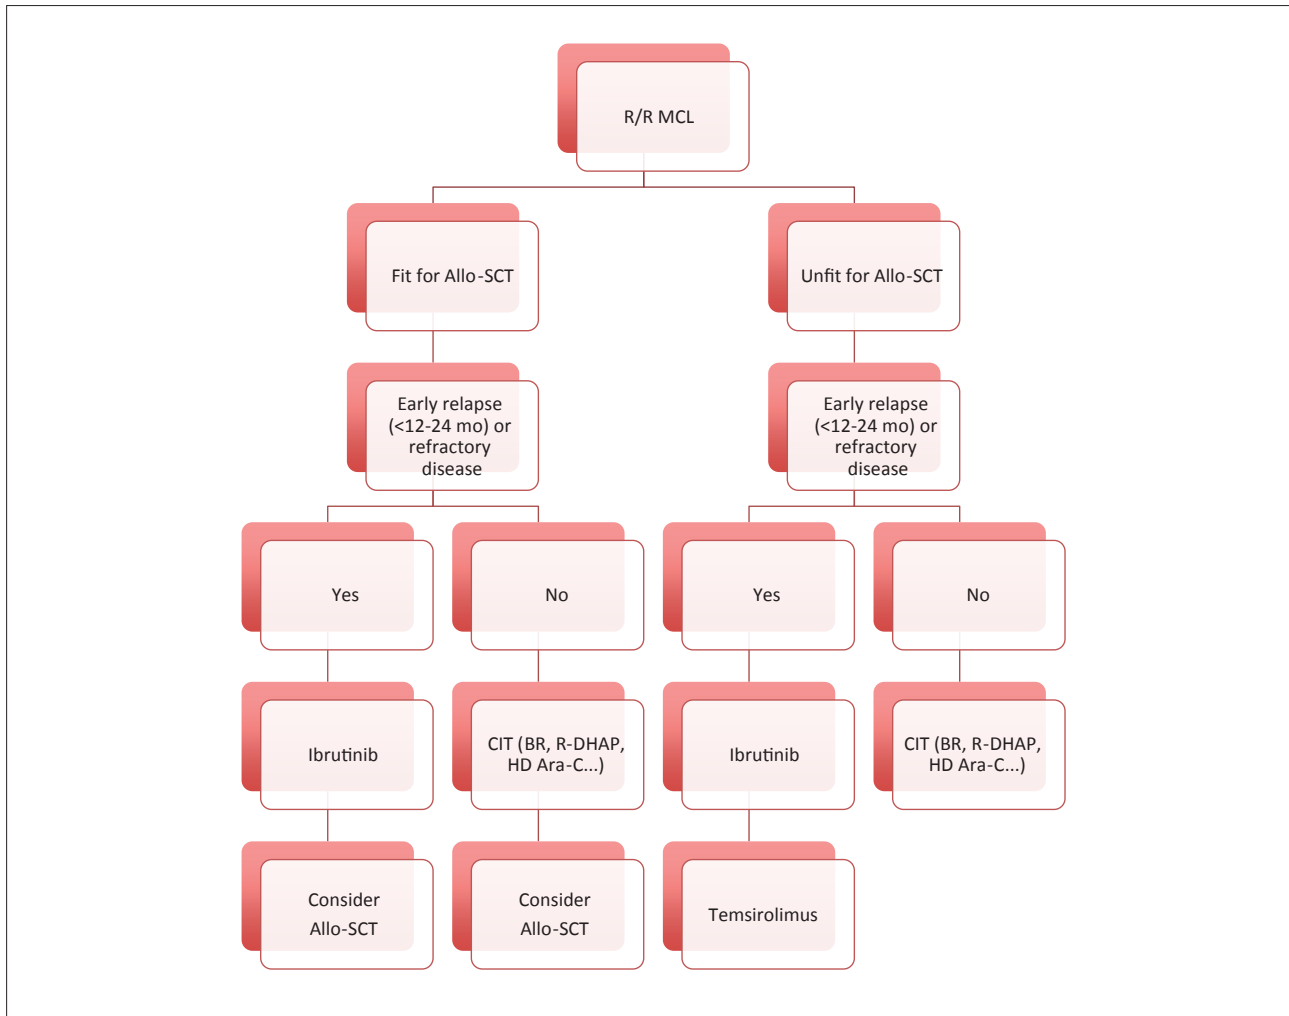 R/R MCL
Fit for Allo-SCT
Unfit for Allo-SCT
Early relapse
(<12-24 mo) or
refractory
disease
Early relapse
(<12-24 mo) or
refractory
disease
Yes
No
Yes
No
Ibrutinib
CIT (BR, R-DHAP,
HD Ara-C...)
Ibrutinib
CIT (BR, R-DHAP,
HD Ara-C...)
Consider
Allo-SCT
Consider
Allo-SCT
Temsirolimus